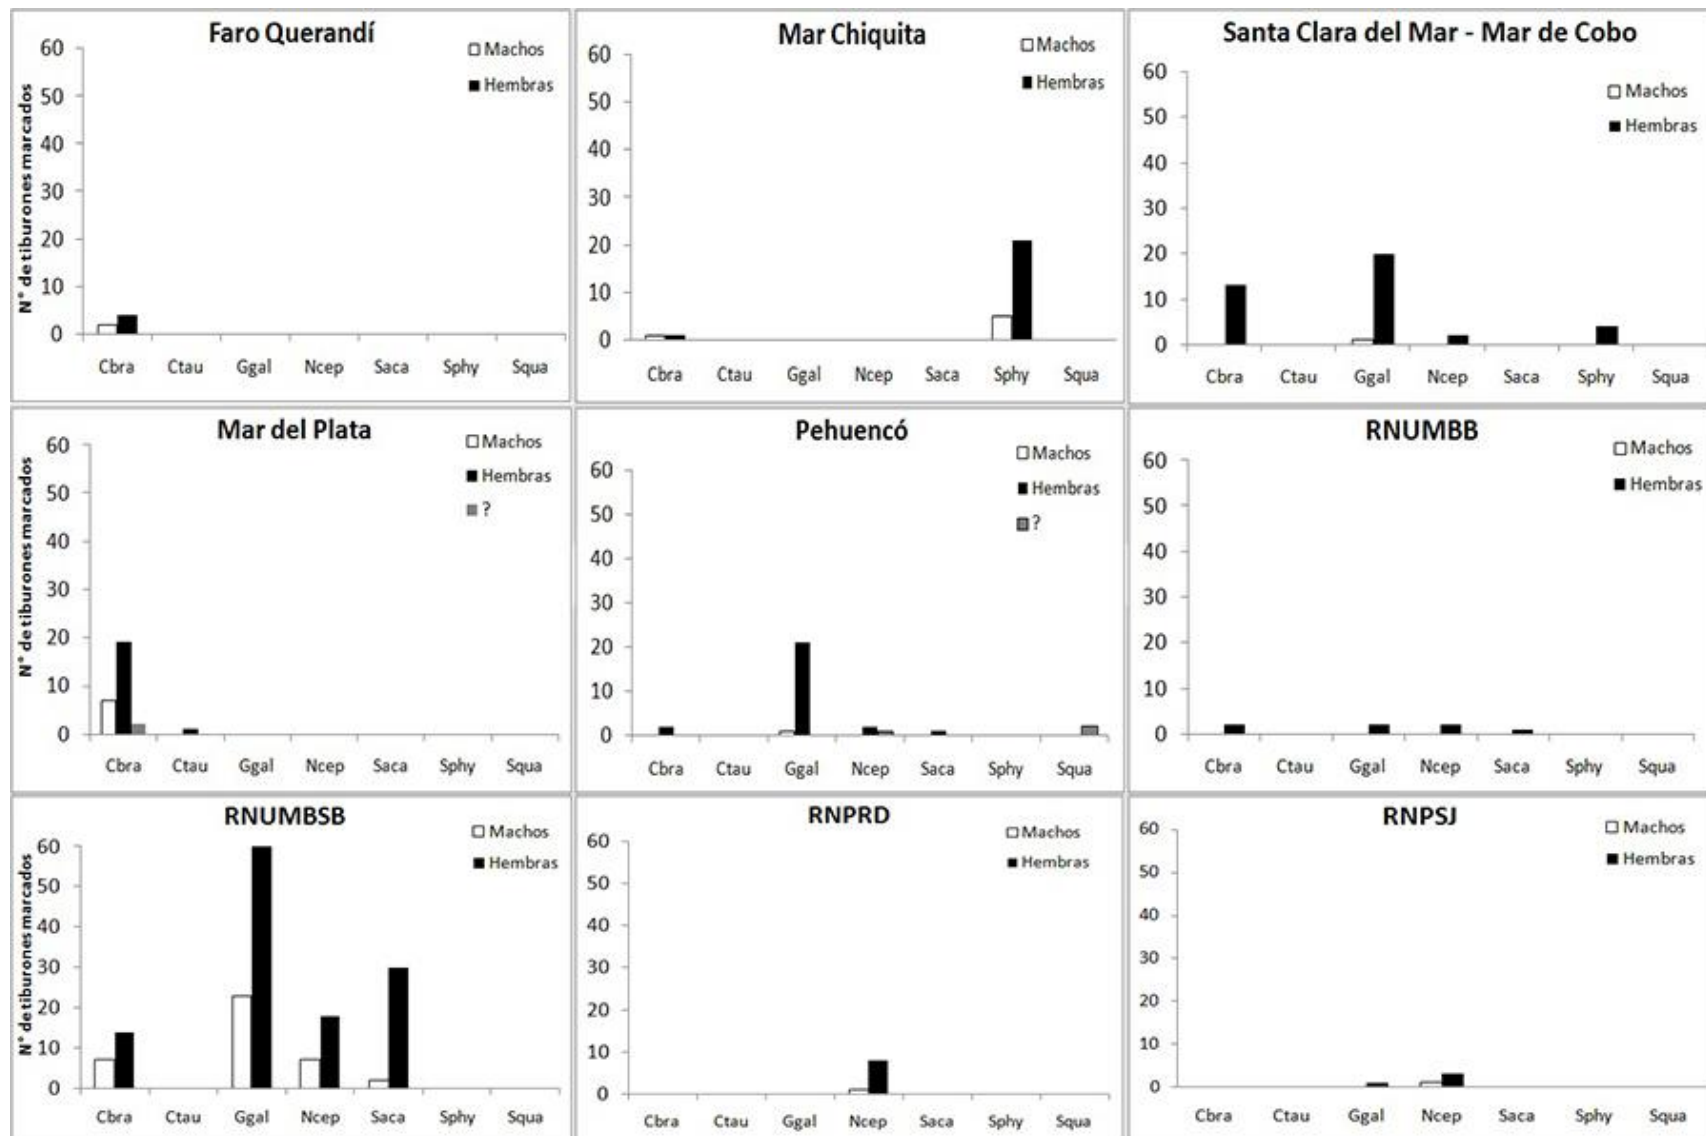 Faro Querandí
Machos
Hembras
N° de tiburones marcados
60
50
40
30
20
10
0
Cbra Ctau Ggal Ncep Saca Sphy Squa
Mar Chiquita
Machos
Hembras
60
50
40
30
20
10
0
Cbra Ctau Ggal Ncep Saca Sphy Squa
Santa Clara del Mar - Mar de Cobo
Machos
Hembras
60
50
40
30
20
10
0
Cbra Ctau Ggal Ncep Saca Sphy Squa
Mar del Plata
Machos
Hembras
?
N° de tiburones marcados
60
50
40
30
20
10
0
Cbra Ctau Ggal Ncep Saca Sphy Squa
Pehuencó
Machos
Hembras
?
60
50
40
30
20
10
0
Cbra Ctau Ggal Ncep Saca Sphy Squa
RNUMBB
Machos
Hembras
60
50
40
30
20
10
0
Cbra Ctau Ggal Ncep Saca Sphy Squa
RNUMBSB
Machos
Hembras
N° de tiburones marcados
60
50
40
30
20
10
0
Cbra Ctau Ggal Ncep Saca Sphy Squa
RNPRD
Machos
Hembras
60
50
40
30
20
10
0
Cbra Ctau Ggal Ncep Saca Sphy Squa
RNPSJ
Machos
Hembras
60
50
40
30
20
10
0
Cbra Ctau Ggal Ncep Saca Sphy Squa